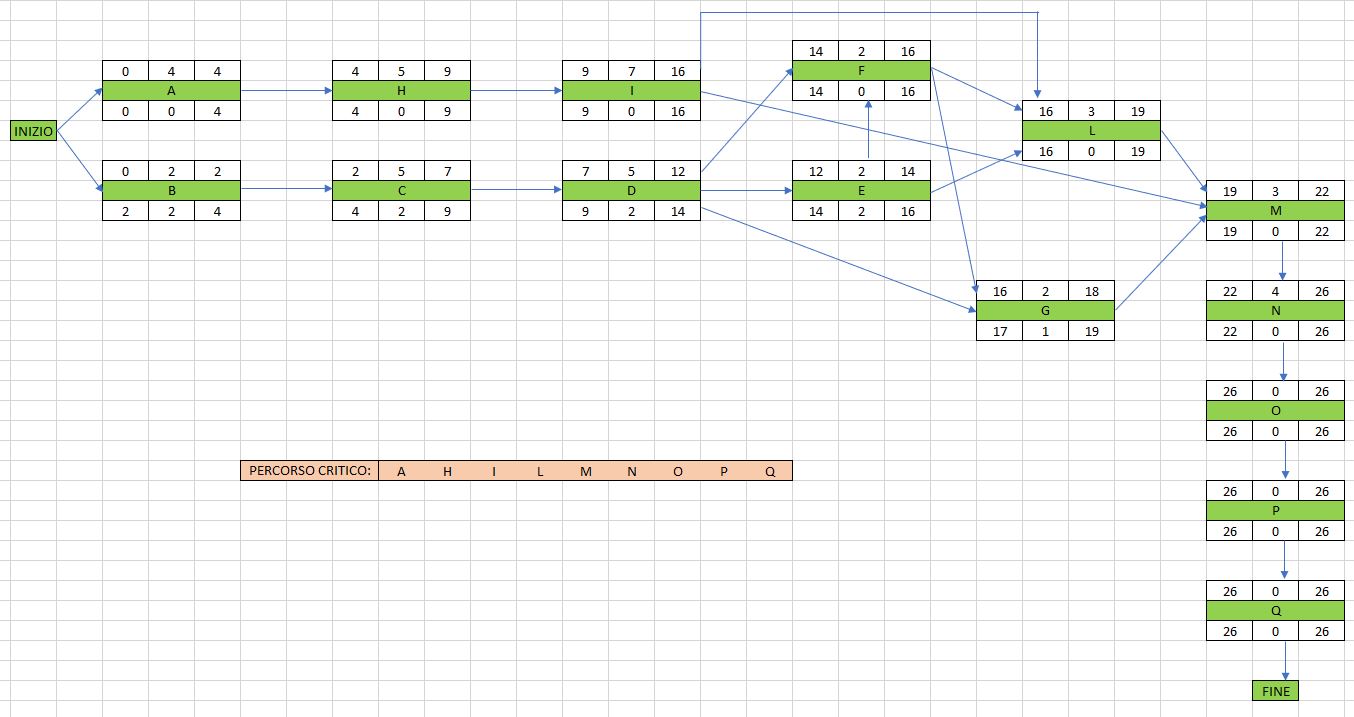 14 2 16
0 4 4
4 5 9
9 7 16
F
A
H
I
14 0 16
0 0 4
4 0 9
9 0 16
16 3 19
INIZIO
L
16 0 19
0 2 2
2 5 7
7 5 12
12 2 14
B
C
D
E
19 3 22
2 2 4
4 2 9
9 2 14
14 2 16
M
19 0 22
16 2 18
22 4 26
G
N
17 1 19
22 0 26
26 0 26
O
26 0 26
PERCORSO CRITICO: A H I L M N O P Q
26 0 26
P
26 0 26
26 0 26
Q
26 0 26
FINE